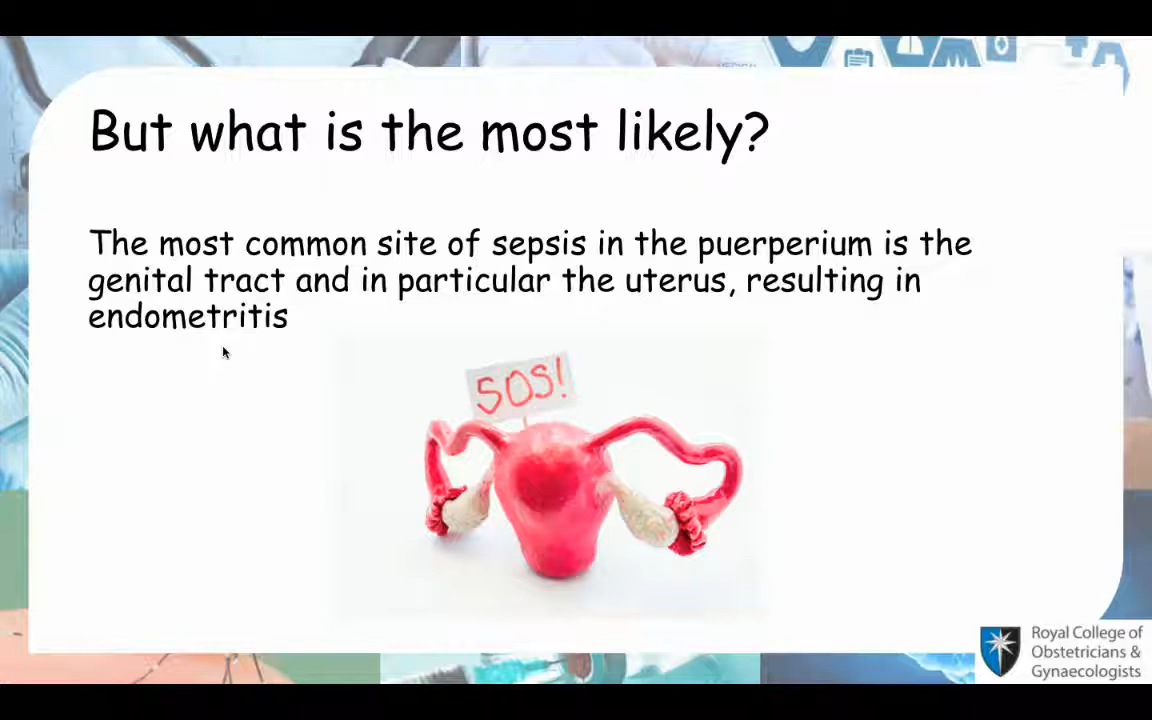 But what is the most likely?
The most common site of sepsis in the puerperium is the
genital tract and in particular the uterus, resulting in
endometritis
SOS!
Royal College of
Obstetricians &
Gynaecologists